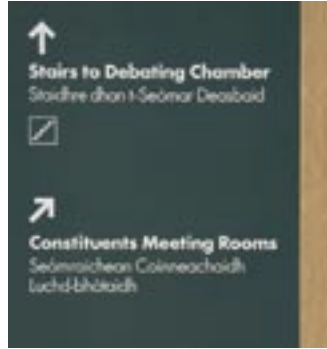 Stairs to Debating Chamber
Staidhre dhan t-Seòmar Deasbaid
Constituents Meeting Rooms
Seòmraichean Coinneachaidh
Luchd-bhòtaidh